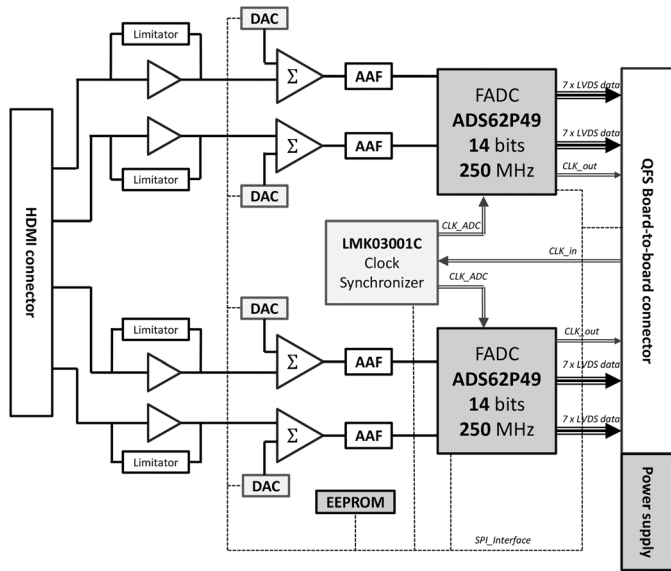 DAC
Limitator
Σ
AAF
FADC
ADS62P49
14 bits
250 MHz
7 x LVDS data
7 x LVDS data
CLK_out
Σ
AAF
Limitator
DAC
HDMI connector
LMK03001C
Clock
Synchronizer
CLK_ADC
CLK_ADC
CLK_in
QFS Board-to-board connector
DAC
Limitator
Σ
AAF
FADC
ADS62P49
14 bits
250 MHz
CLK_out
7 x LVDS data
7 x LVDS data
Σ
AAF
Limitator
DAC
EEPROM
SPI_Interface
Power supply